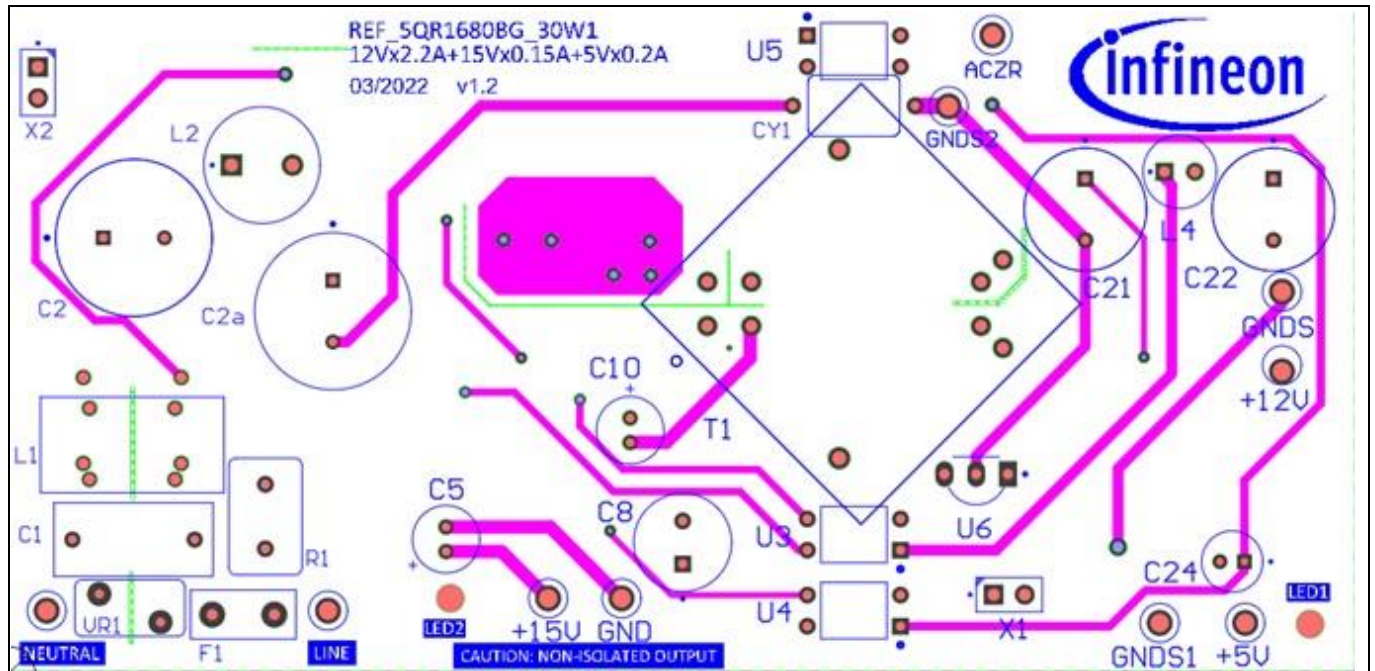 REF_5QR1680BG_30W1
12Vx2.2A+15Vx0.15A+5Vx0.2A
03/2022 v1.2
U5
ACZR
infineon
X2
L2
CY1
GNDS2
C2
C2a
C21
L4
C22
GNDS
+12V
C10
T1
L1
C5
C8
U3
U6
C1
R1
C24
U4
X1
VR1
F1
LED2
+15V GND
LED1
NEUTRAL
LINE
CAUTION: NON-ISOLATED OUTPUT
GNDS1 +5V